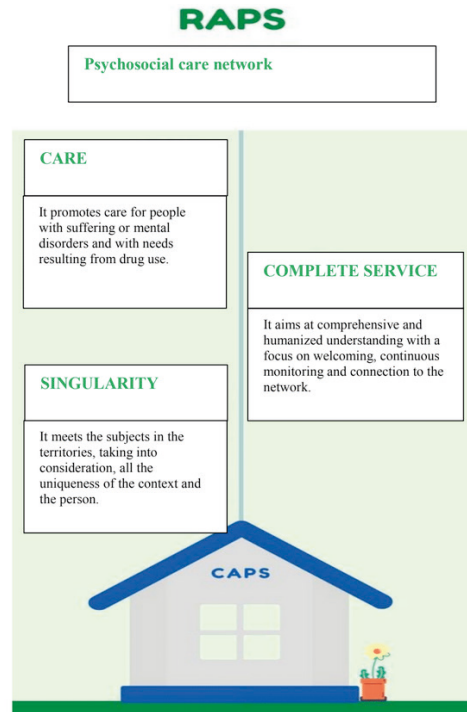 RAPS
Psychosocial care network
CARE
It promotes care for people
with suffering or mental
disorders and with needs
resulting from drug use.
COMPLETE SERVICE
It aims at comprehensive and
humanized understanding with a
focus on welcoming, continuous
monitoring and connection to the
network.
SINGULARITY
It meets the subjects in the
territories, taking into
consideration, all the
uniqueness of the context and
the person.
CAPS